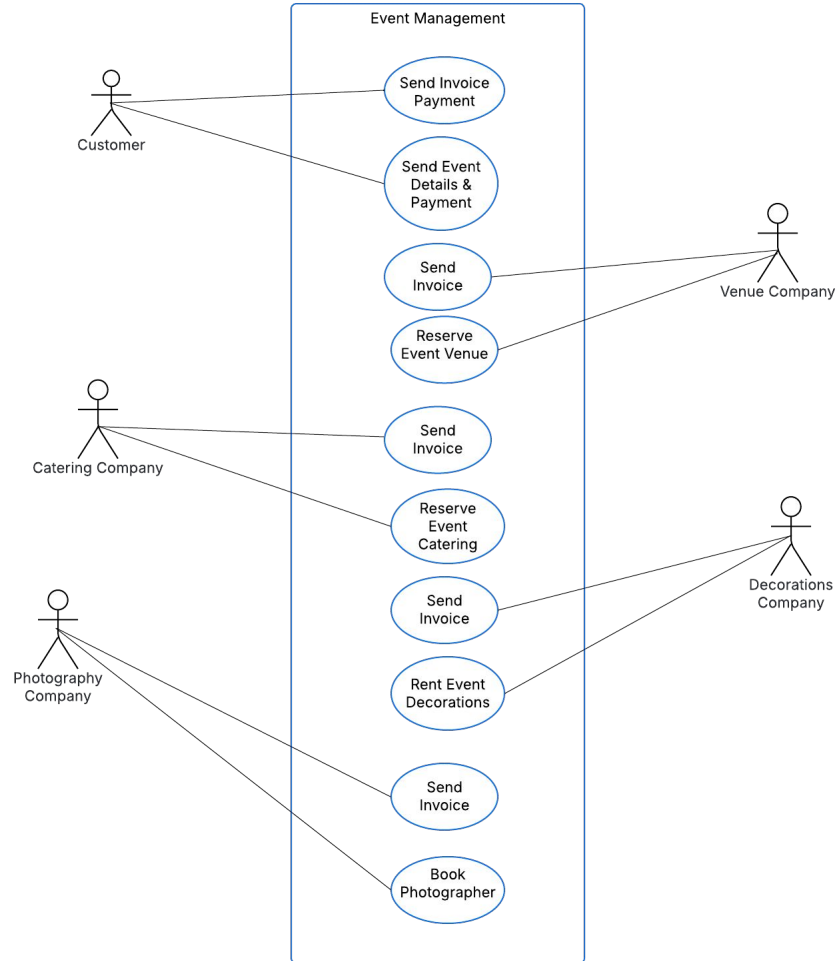 Event Management
Send Invoice
Payment
Customer
Send Event
Details &
Payment
Send
Invoice
Venue Company
Reserve
Event Venue
Send
Invoice
Catering Company
Reserve
Event
Catering
Decorations
Company
Send
Invoice
Photography
Company
Rent Event
Decorations
Send
Invoice
Book
Photographer